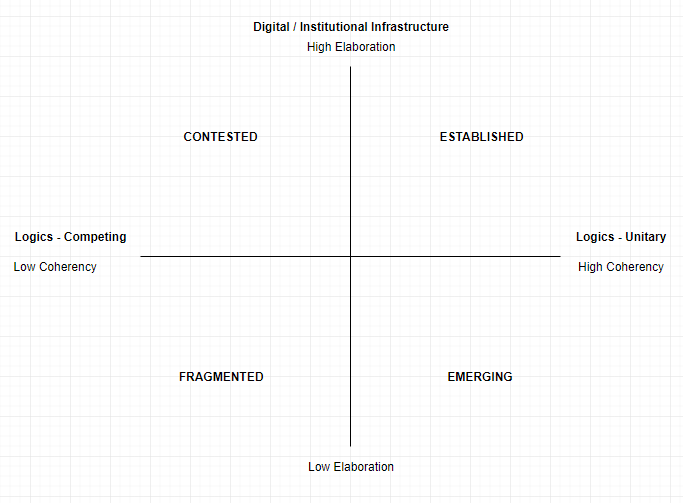 Digital / Institutional Infrastructure
High Elaboration
CONTESTED
ESTABLISHED
Logics - Competing
Logics - Unitary
Low Coherency
High Coherency
FRAGMENTED
EMERGING
Low Elaboration